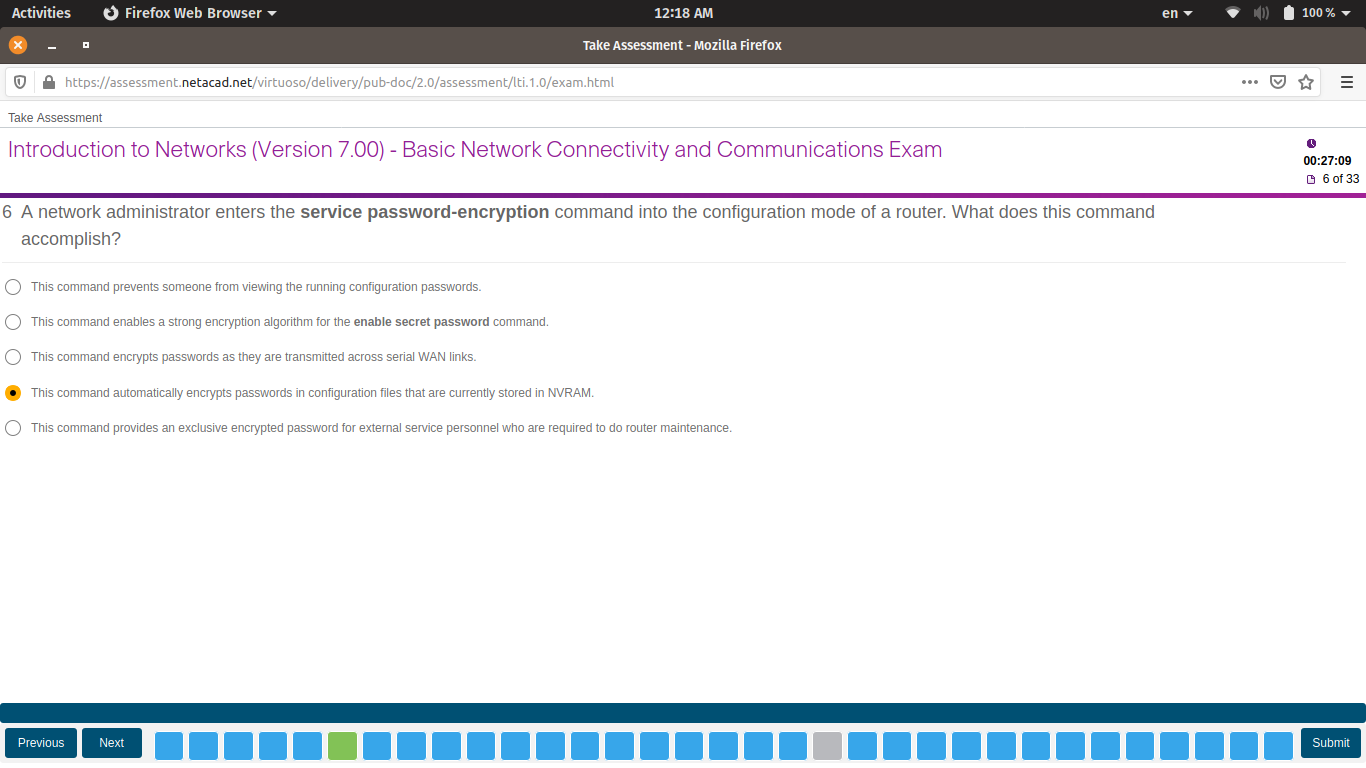 Activities Firefox Web Browser 12:18 AM en 100 %
Take Assessment - Mozilla Firefox
https://assessment.netacad.net/virtuoso/delivery/pub-doc/2.0/assessment/lti.1.0/exam.html
Take Assessment
Introduction to Networks (Version 7.00) - Basic Network Connectivity and Communications Exam
00:27:09
6 of 33
6 A network administrator enters the service password-encryption command into the configuration mode of a router. What does this command
accomplish?
This command prevents someone from viewing the running configuration passwords.
This command enables a strong encryption algorithm for the enable secret password command.
This command encrypts passwords as they are transmitted across serial WAN links.
This command automatically encrypts passwords in configuration files that are currently stored in NVRAM.
This command provides an exclusive encrypted password for external service personnel who are required to do router maintenance.
Previous Next Submit